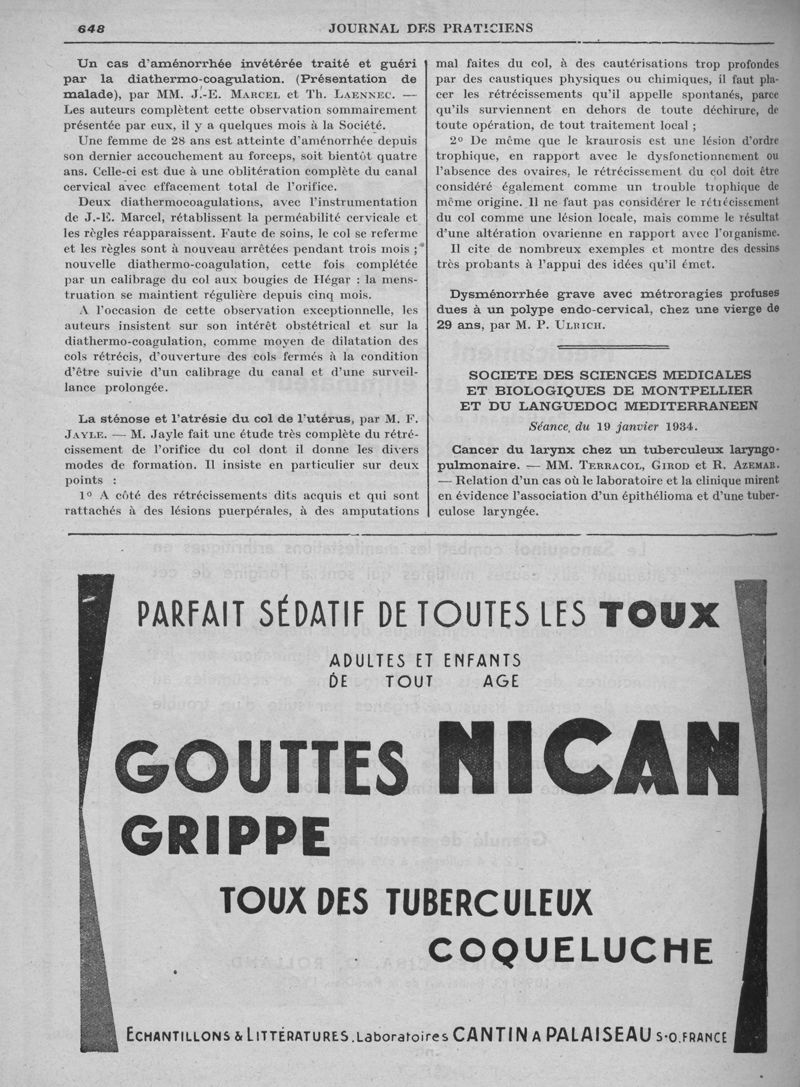 648
JOURNAL DES PRATICIENS
Un cas d'aménorrhée invétérée traité et guéri
par la diathermo-coagulation. (Présentation de
malade), par MM. J.-E. MARCEL et Th. LAENNEC. —
Les auteurs complètent cette observation sommairement
présentée par eux, il y a quelques mois à la Société.
Une femme de 28 ans est atteinte d'aménorrhée depuis
son dernier accouchement au forceps, soit bientôt quatre
ans. Celle-ci est due à une oblitération complète du canal
cervical avec effacement total de l'orifice.
Deux diathermocoagulations, avec l'instrumentation
de J.-E. Marcel, rétablissent la perméabilité cervicale et
les règles réapparaissent. Faute de soins, le col se referme
et les règles sont à nouveau arrêtées pendant trois mois ;
nouvelle diathermo-coagulation, cette fois complétée
par un calibrage du col aux bougies de Hégar : la mens-
truation se maintient régulière depuis cinq mois.
A l'occasion de cette observation exceptionnelle, les
auteurs insistent sur son intérêt obstétrical et sur la
diathermo-coagulation, comme moyen de dilatation des
cols rétrécis, d'ouverture des cols fermés à la condition
d'être suivie d'un calibrage du canal et d'une surveil-
lance prolongée.
La sténose et l'atrésie du col de l'utérus, par M. F.
JAYLE. — M. Jayle fait une étude très complète du rétré-
cissement de l'orifice du col dont il donne les divers
modes de formation. Il insiste en particulier sur deux
points :
1o A côté des rétrécissements dits acquis et qui sont
rattachés à des lésions puerpérales, à des amputations
mal faites du col, à des cautérisations trop profondes
par des caustiques physiques ou chimiques, il faut pla-
cer les rétrécissements qu'il appelle spontanés, parce
qu'ils surviennent en dehors de toute déchirure, de
toute opération, de tout traitement local ;
2o De même que le kraurosis est une lésion d'ordre
trophique, en rapport avec le dysfonctionnement ou
l'absence des ovaires, le rétrécissement du col doit être
considéré également comme un trouble trophique de
même origine. Il ne faut pas considérer le rétrécissement
du col comme une lésion locale, mais comme le résultat
d'une altération ovarienne en rapport avec l'organisme.
Il cite de nombreux exemples et montre des dessins
très probants à l'appui des idées qu'il émet.
Dysménorrhée grave avec métroragies profuses
dues à un polype endo-cervical, chez une vierge de
29 ans, par M. P. ULRICH.
SOCIETE DES SCIENCES MEDICALES
ET BIOLOGIQUES DE MONTPELLIER
ET DU LANGUEDOC MEDITERRANEEN
Séance, du 19 janvier 1934.
Cancer du larynx chez un tuberculeux laryngo-
pulmonaire. — MM. TERRACOL, GIROD et R. AZEMAR.
— Relation d'un cas où le laboratoire et la clinique mirent
en évidence l'association d'un épithélioma et d'une tuber-
culose laryngée.
PARFAIT SÉDATIF DE TOUTES LES TOUX
ADULTES ET ENFANTS
DE TOUT AGE
GOUTTES NICAN
GRIPPE
TOUX DES TUBERCULEUX
COQUELUCHE
ECHANTILLONS & LITTÉRATURES. Laboratoires CANTIN A PALAISEAU S-O. FRANCE